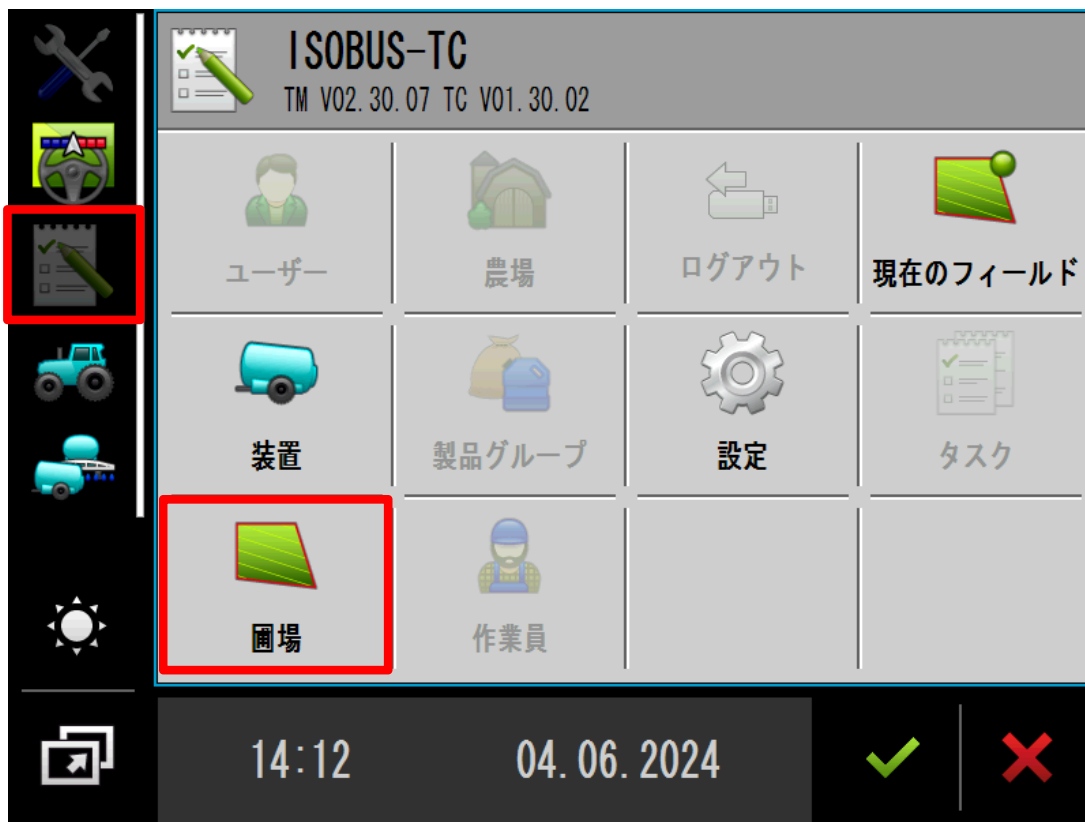 ISOBUS-TC
TM V02.30.07 TC V01.30.02
ユーザー
農場
ログアウト
現在のフィールド
装置
製品グループ
設定
タスク
圃場
作業員
14:12
04.06.2024